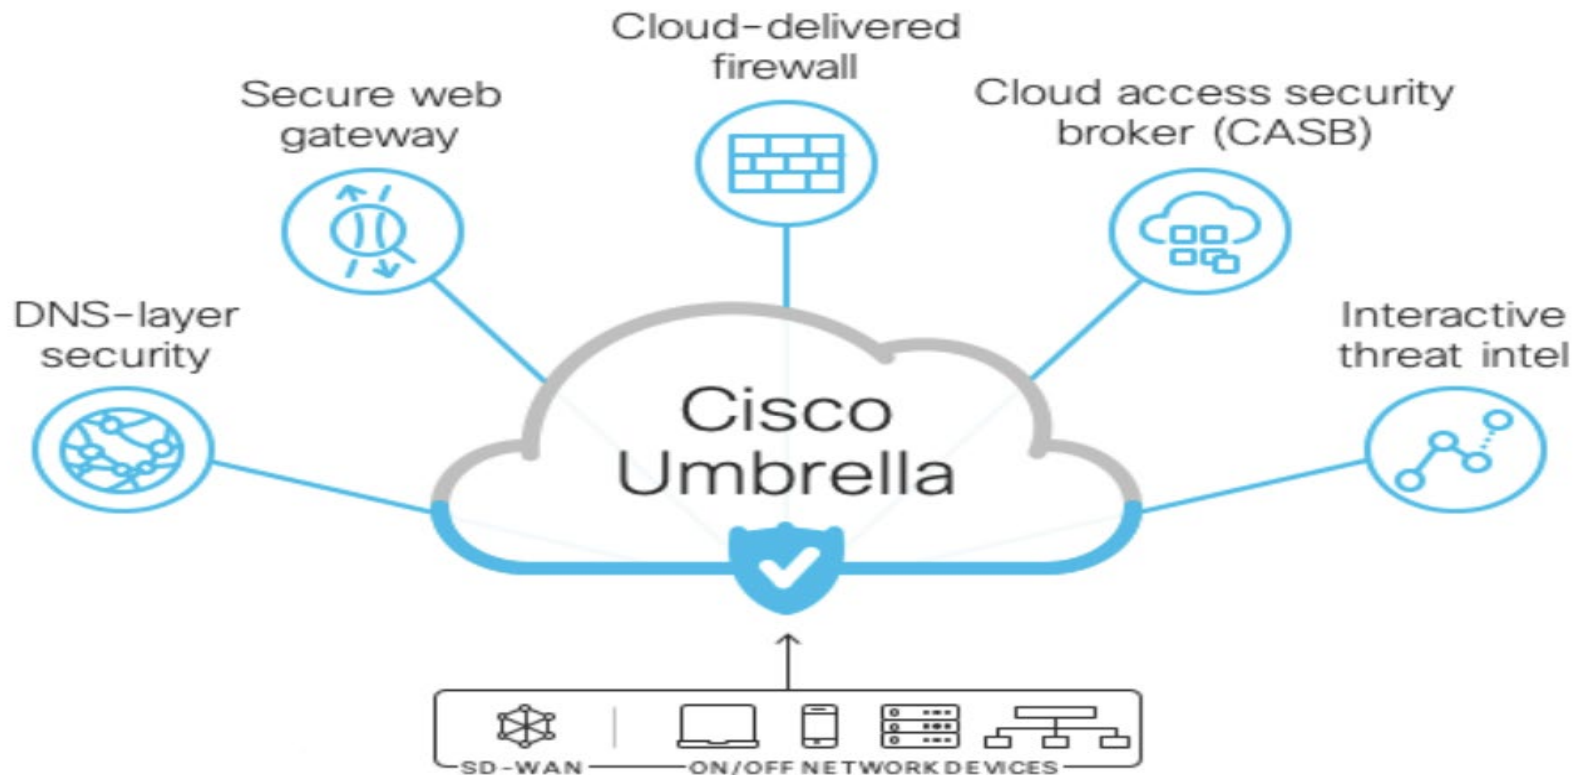 Cloud-delivered
firewall
Secure web
gateway
Cloud access security
broker (CASB)
DNS-layer
security
Interactive
threat intel
Cisco
Umbrella
SD-WAN
ON/OFF NETWORK DEVICES